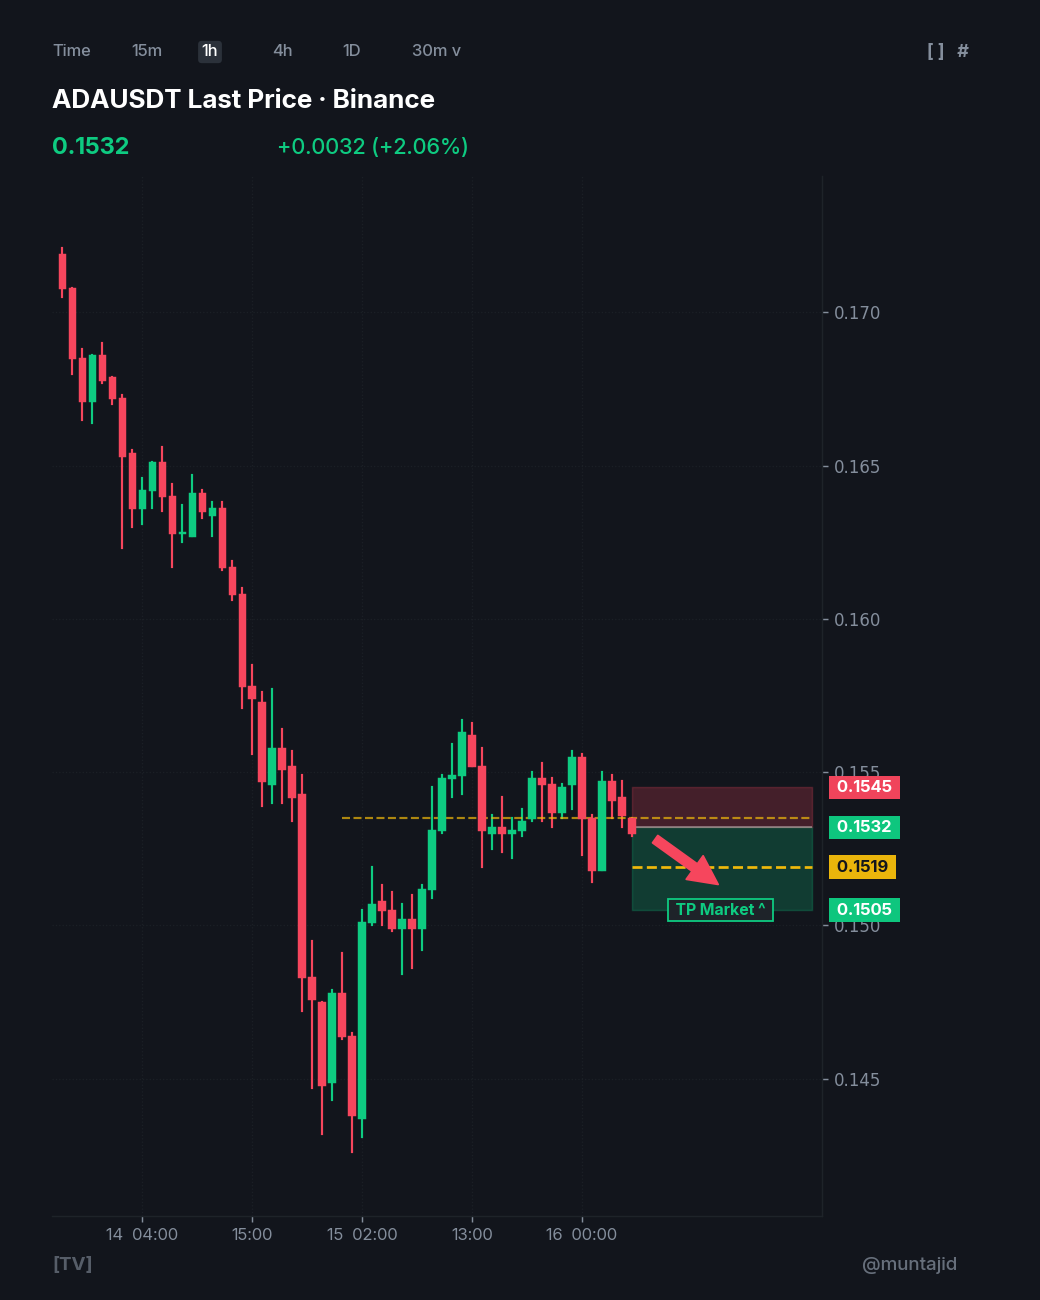 Time 15m 1h 4h 1D 30m v [ ] #
ADAUSDT Last Price · Binance
0.1532 +0.0032 (+2.06%)
0.170
0.165
0.160
0.155
0.1545
0.1532
0.1519
TP Market ^ 0.1505
0.150
0.145
14 04:00 15:00 15 02:00 13:00 16 00:00
[TV] @muntajid